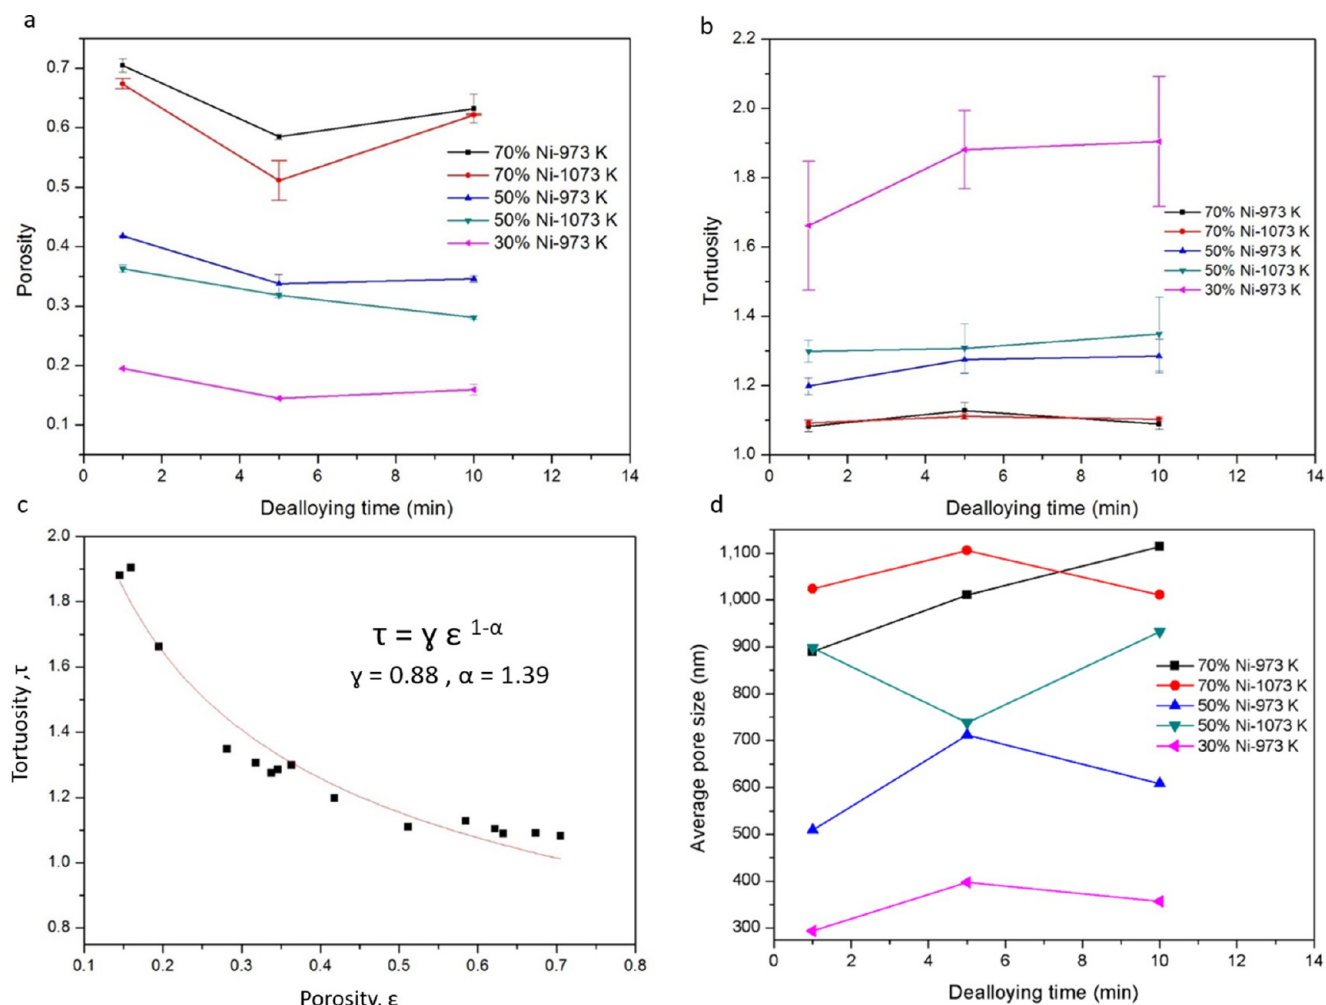 a
0.7
0.6
0.5
0.4
0.3
0.2
0.1
Porosity
70% Ni-973 K
70% Ni-1073 K
50% Ni-973 K
50% Ni-1073 K
30% Ni-973 K
0 2 4 6 8 10 12 14
Dealloying time (min)
b
2.2
2.0
1.8
1.6
1.4
1.2
1.0
Tortuosity
70% Ni-973 K
70% Ni-1073 K
50% Ni-973 K
50% Ni-1073 K
30% Ni-973 K
0 2 4 6 8 10 12 14
Dealloying time (min)
c
2.0
1.8
1.6
1.4
1.2
1.0
0.8
Tortuosity ,τ
τ = ɣ ε 1-α
ɣ = 0.88 , α = 1.39
0.1 0.2 0.3 0.4 0.5 0.6 0.7 0.8
Porosity, ε
d
1,100
1,000
900
800
700
600
500
400
300
Average pore size (nm)
70% Ni-973 K
70% Ni-1073 K
50% Ni-973 K
50% Ni-1073 K
30% Ni-973 K
0 2 4 6 8 10 12 14
Dealloying time (min)